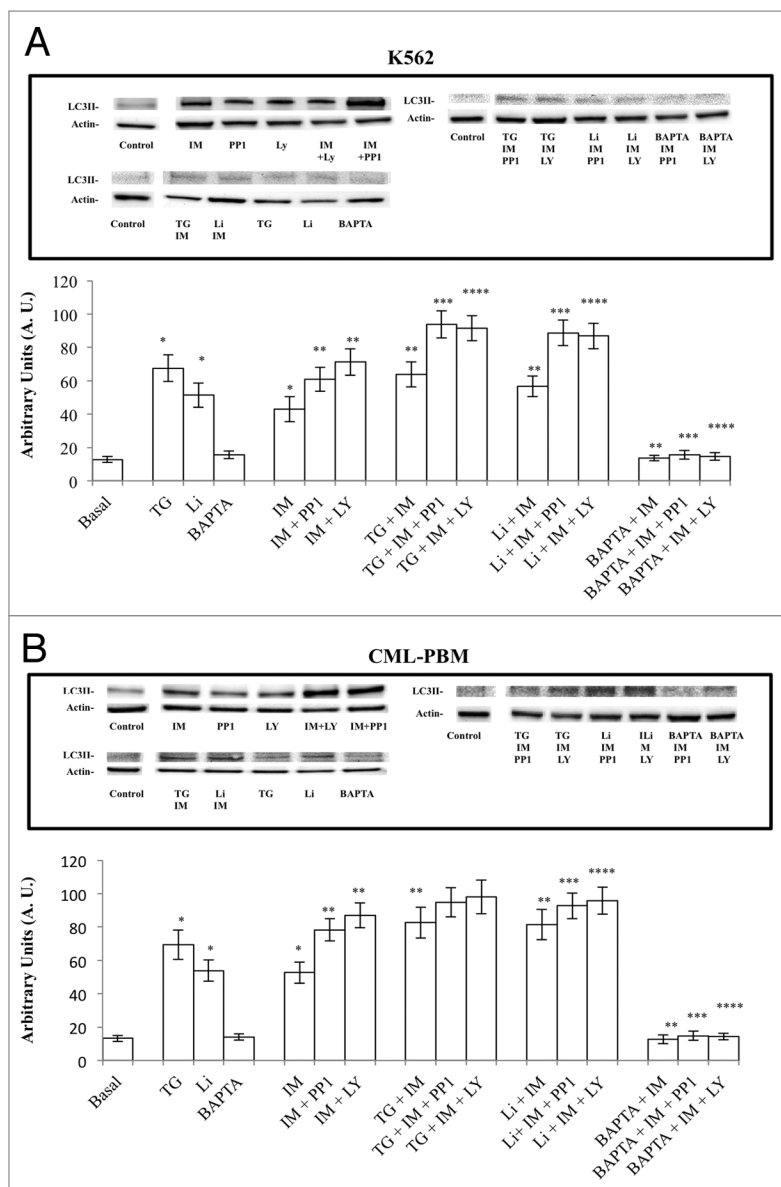 A
K562
LC3II-
Actin-
Control IM PP1 Ly IM +Ly IM +PP1
LC3II-
Actin-
Control TG IM Li IM TG Li BAPTA
LC3II-
Actin-
Control TG IM PP1 TG IM LY Li IM PP1 Li IM LY BAPTA IM PP1 BAPTA IM LY
Arbitrary Units (A. U.)
120
100
80
60
40
20
0
* * * ** ** ** *** **** ** *** **** ** *** ****
Basal
TG
Li
BAPTA
IM
IM + PP1
IM + LY
TG + IM
TG + IM + PP1
TG + IM + LY
Li + IM
Li + IM + PP1
Li + IM + LY
BAPTA + IM
BAPTA + IM + PP1
BAPTA + IM + LY
B
CML-PBM
LC3II-
Actin-
Control IM PP1 LY IM+LY IM+PP1
LC3II-
Actin-
Control TG IM Li IM TG Li BAPTA
LC3II-
Actin-
Control TG IM PP1 TG IM LY Li IM PP1 ILi M LY BAPTA IM PP1 BAPTA IM LY
Arbitrary Units (A. U.)
120
100
80
60
40
20
0
* * * ** ** ** ** *** **** ** *** ****
Basal
TG
Li
BAPTA
IM
IM + PP1
IM + LY
TG + IM
TG + IM + PP1
TG + IM + LY
Li + IM
Li+ IM + PP1
Li + IM + LY
BAPTA + IM
BAPTA + IM + PP1
BAPTA + IM + LY